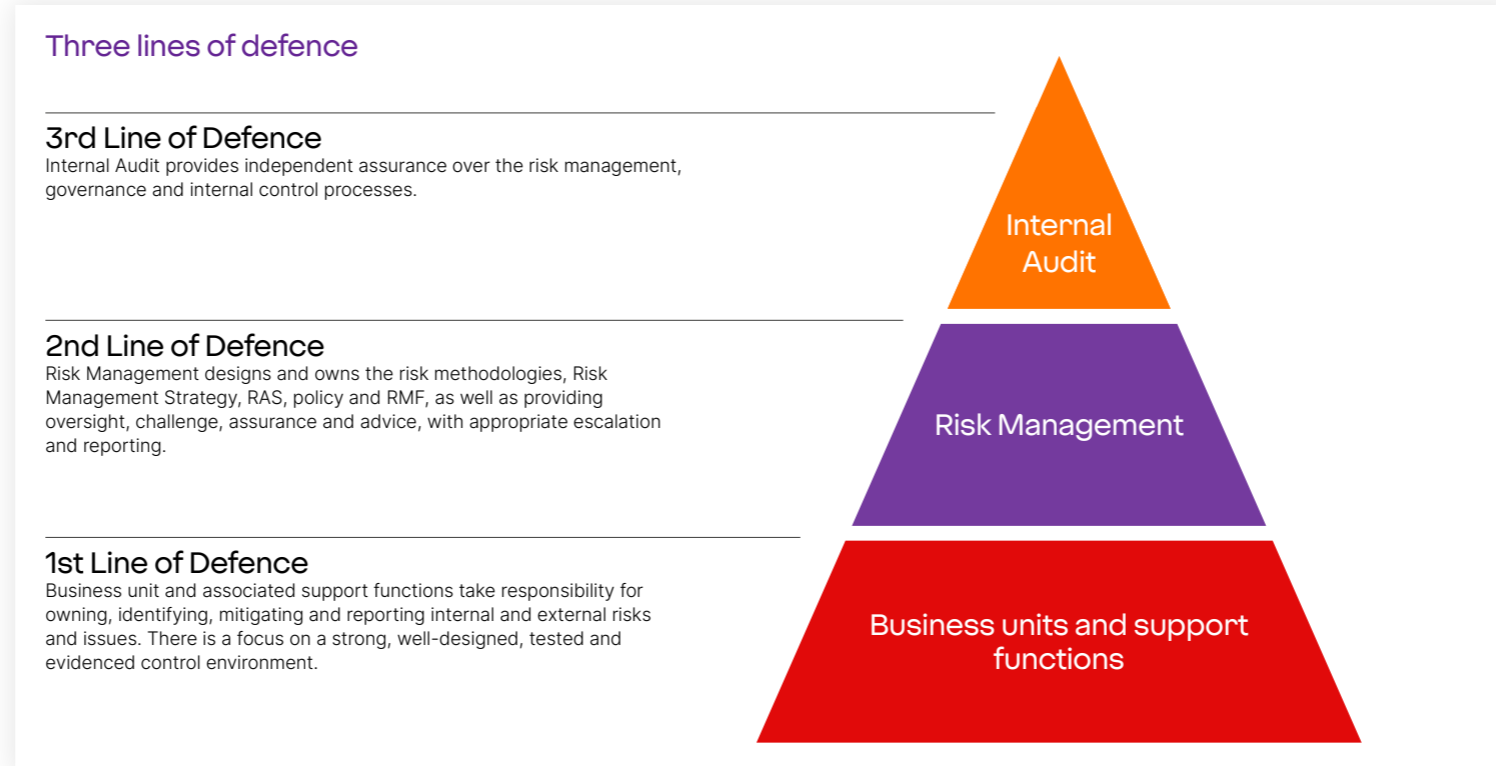 Three lines of defence
3rd Line of Defence
Internal Audit provides independent assurance over the risk management,
governance and internal control processes.
Internal
Audit
2nd Line of Defence
Risk Management designs and owns the risk methodologies, Risk
Management Strategy, RAS, policy and RMF, as well as providing
oversight, challenge, assurance and advice, with appropriate escalation
and reporting.
Risk Management
1st Line of Defence
Business unit and associated support functions take responsibility for
owning, identifying, mitigating and reporting internal and external risks
and issues. There is a focus on a strong, well-designed, tested and
evidenced control environment.
Business units and support
functions